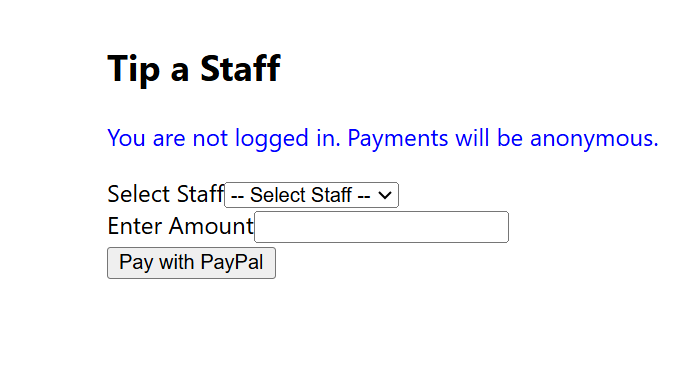 Tip a Staff
You are not logged in. Payments will be anonymous.
Select Staff -- Select Staff --
Enter Amount
Pay with PayPal